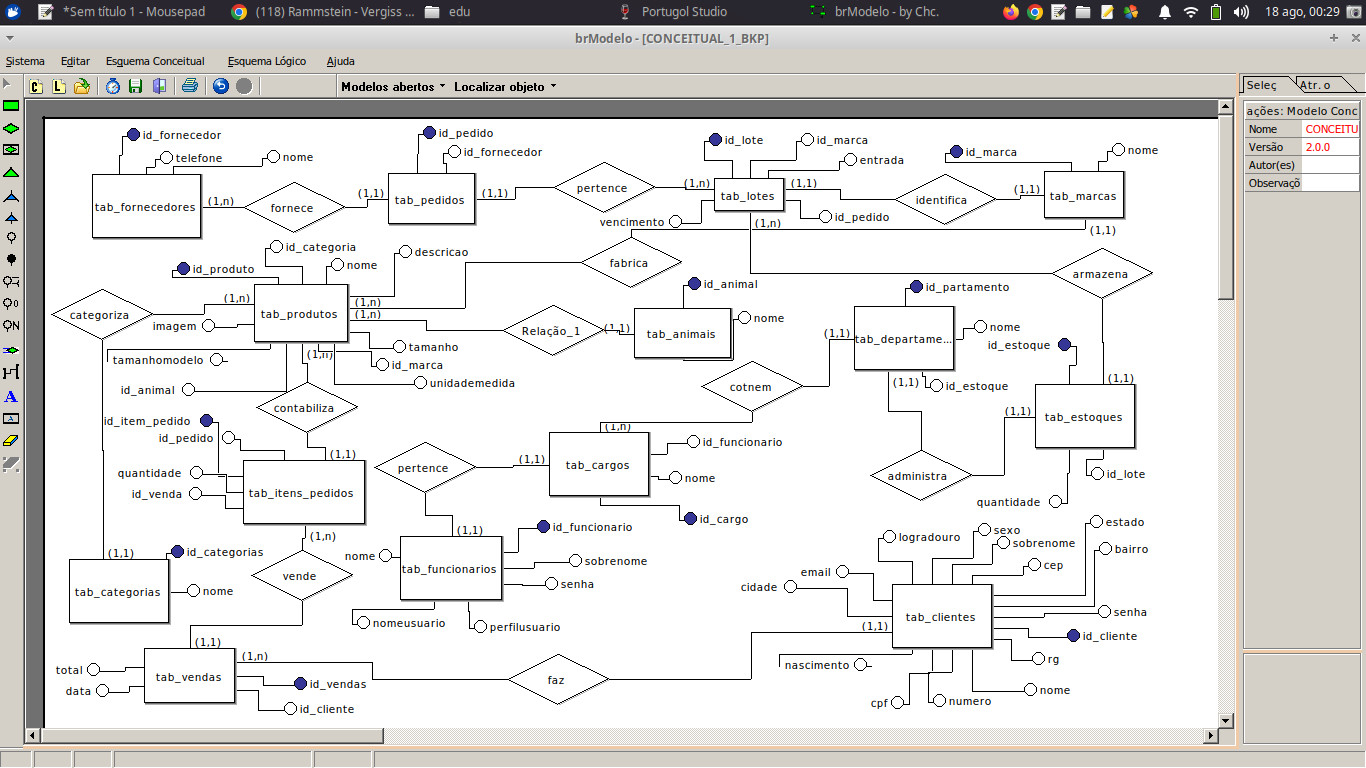 *Sem título 1 - Mousepad
(118) Rammstein - Vergiss ...
edu
Portugol Studio
brModelo - by Chc.
18 ago, 00:29
brModelo - [CONCEITUAL_1_BKP]
Sistema
Editar
Esquema Conceitual
Esquema Lógico
Ajuda
C
L
Modelos abertos
Localizar objeto
Seleç
Atr. o
ações: Modelo Conc
Nome CONCEITU
Versão 2.0.0
Autor(es)
Observaçõ
N
A
A
id_fornecedor
telefone
nome
tab_fornecedores
(1,n)
fornece
(1,1)
id_pedido
id_fornecedor
tab_pedidos
(1,1)
pertence
(1,n)
id_lote
id_marca
entrada
tab_lotes
(1,1)
vencimento
id_pedido
(1,n)
identifica
(1,1)
id_marca
nome
tab_marcas
(1,1)
id_categoria
nome
descricao
id_produto
fabrica
armazena
categoriza
(1,n)
tab_produtos
(1,n)
(1,n)
imagem
tamanhomodelo
(1,n)
tamanho
id_marca
unidademedida
id_animal
Relação_1
(1,1)
id_animal
nome
tab_animais
id_partamento
(1,1)
tab_departame...
nome
id_estoque
(1,1)
id_estoque
cotnem
contabiliza
(1,1)
(1,1)
tab_estoques
id_lote
quantidade
administra
id_item_pedido
id_pedido
quantidade
id_venda
(1,1)
tab_itens_pedidos
(1,n)
pertence
(1,1)
(1,n)
tab_cargos
id_funcionario
nome
id_cargo
(1,1)
id_funcionario
nome
tab_funcionarios
sobrenome
senha
nomeusuario
perfilusuario
(1,1)
id_categorias
tab_categorias
nome
vende
(1,1)
total
data
tab_vendas
(1,n)
id_vendas
id_cliente
faz
(1,1)
logradouro
sexo
sobrenome
estado
bairro
email
cep
cidade
tab_clientes
senha
id_cliente
nascimento
rg
cpf
numero
nome